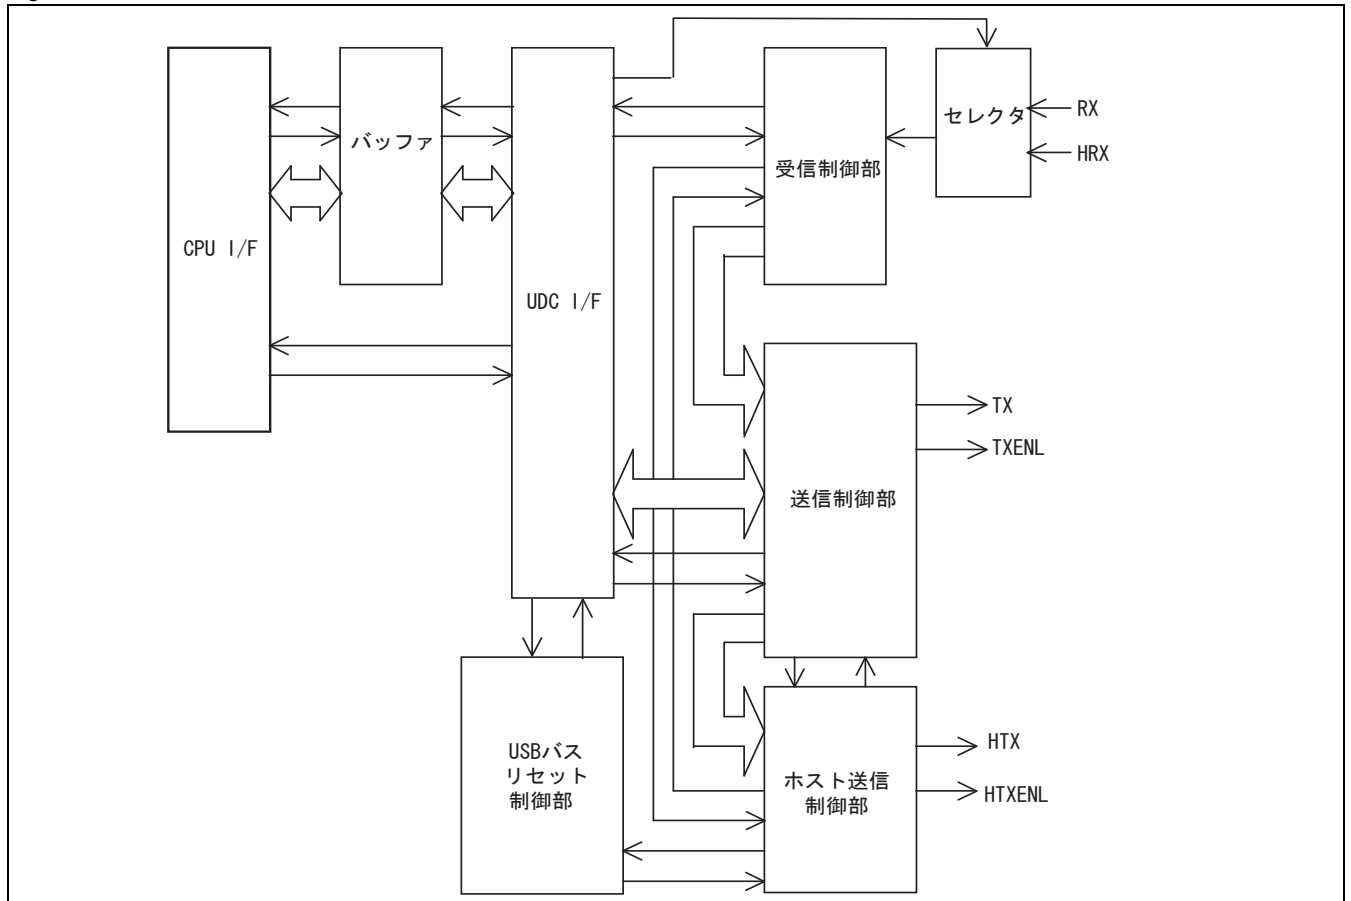 CPU I/F
バッファ
UDC I/F
受信制御部
セレクタ
RX
HRX
送信制御部
TX
TXENL
USBバス
リセット
制御部
ホスト送信
制御部
HTX
HTXENL